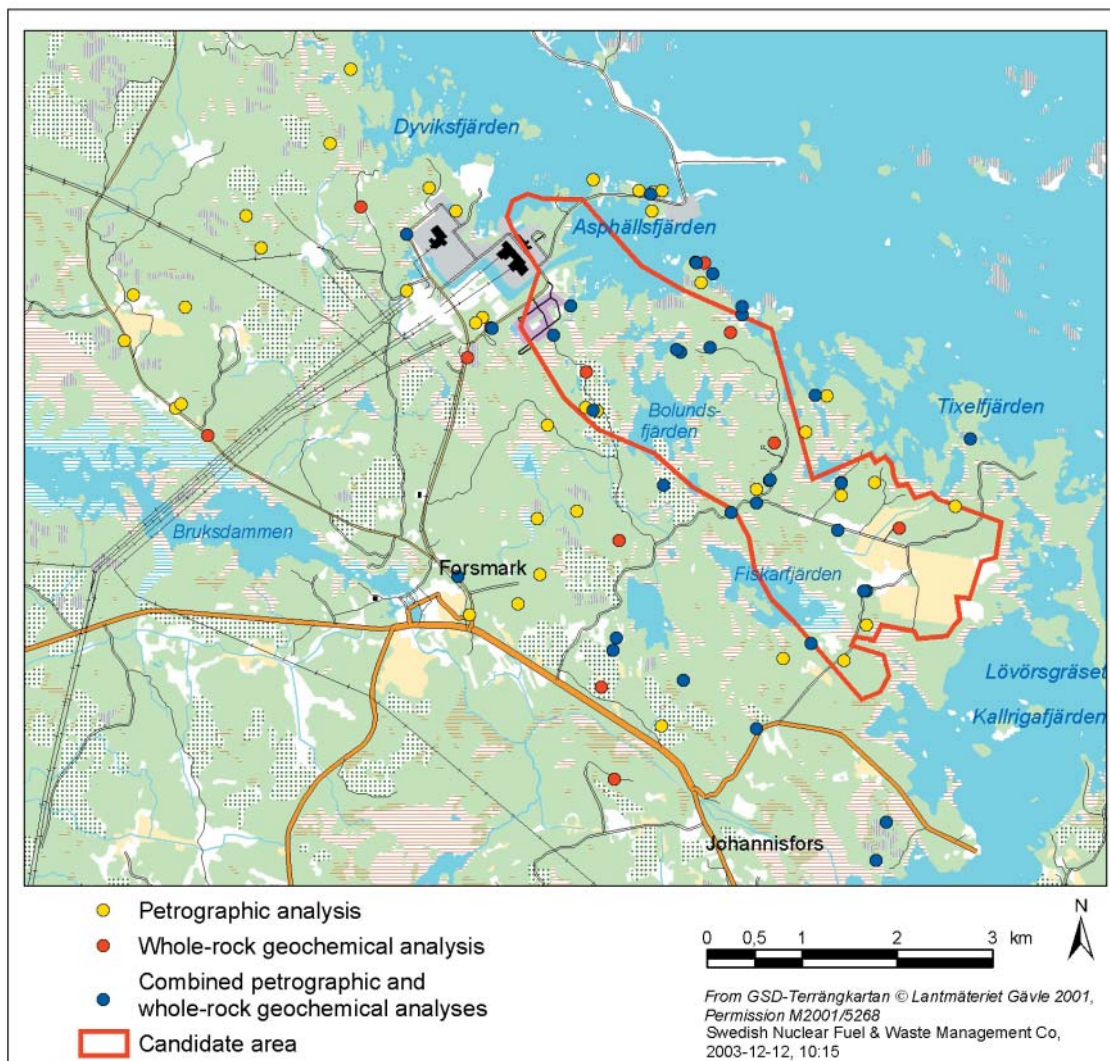 Dyviksfjärden
Asphällsfjärden
Bolunds-
fjärden
Tixelfjärden
Bruksdammen
Forsmark
Fiskarfjärden
Lövörsgräset
Kallrigafjärden
Johannisfors
Petrographic analysis
Whole-rock geochemical analysis
Combined petrographic and
whole-rock geochemical analyses
Candidate area
N
0 0,5 1 2 3 km
From GSD-Terrängkartan © Lantmäteriet Gävle 2001,
Permission M2001/5268
Swedish Nuclear Fuel & Waste Management Co,
2003-12-12, 10:15